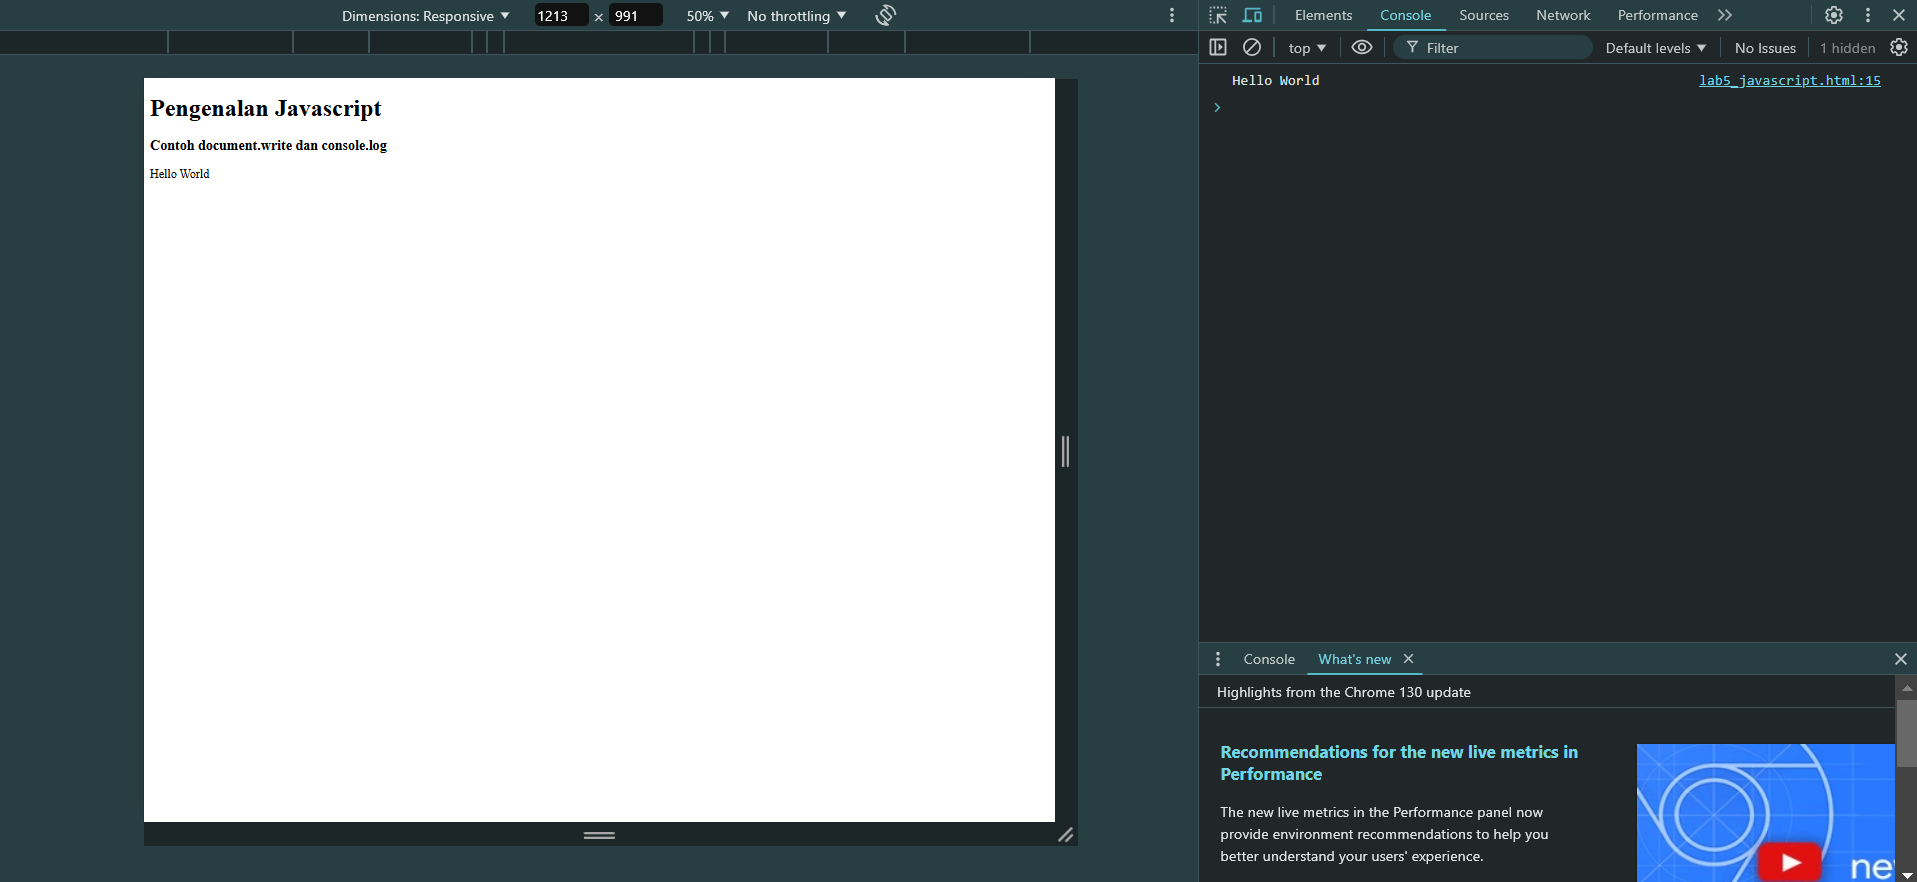 Dimensions: Responsive 1213 × 991 50% No throttling
Elements Console Sources Network Performance
top Filter Default levels No Issues 1 hidden
Pengenalan Javascript
Contoh document.write dan console.log
Hello World
Hello World lab5_javascript.html:15
Console What's new
Highlights from the Chrome 130 update
Recommendations for the new live metrics in
Performance
The new live metrics in the Performance panel now
provide environment recommendations to help you
better understand your users' experience.